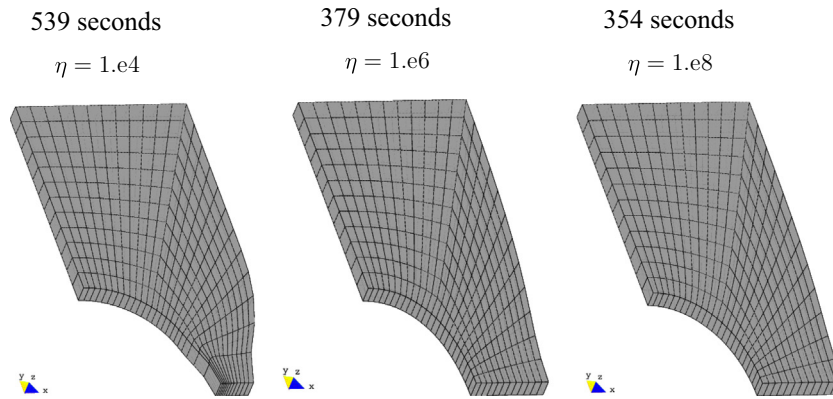 539 seconds
η = 1.e4
379 seconds
η = 1.e6
354 seconds
η = 1.e8
y z
x
y z
x
y z
x